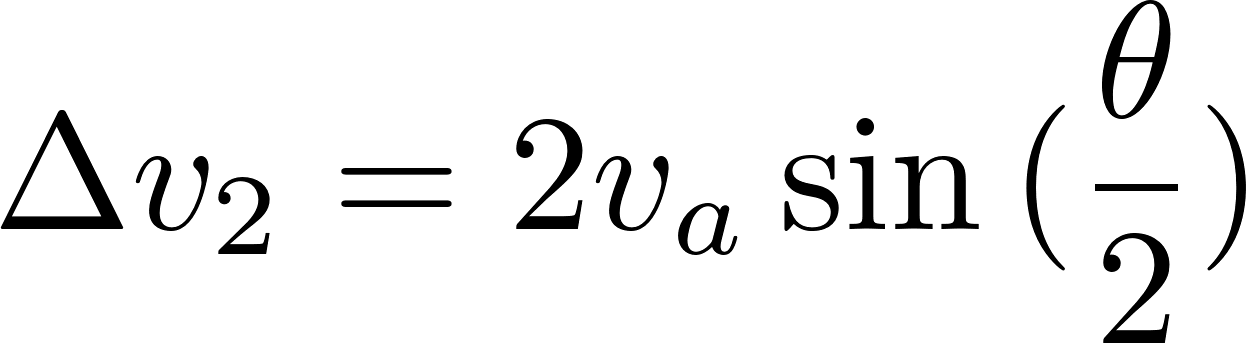 Δv₂ = 2vₐ sin (θ/2)